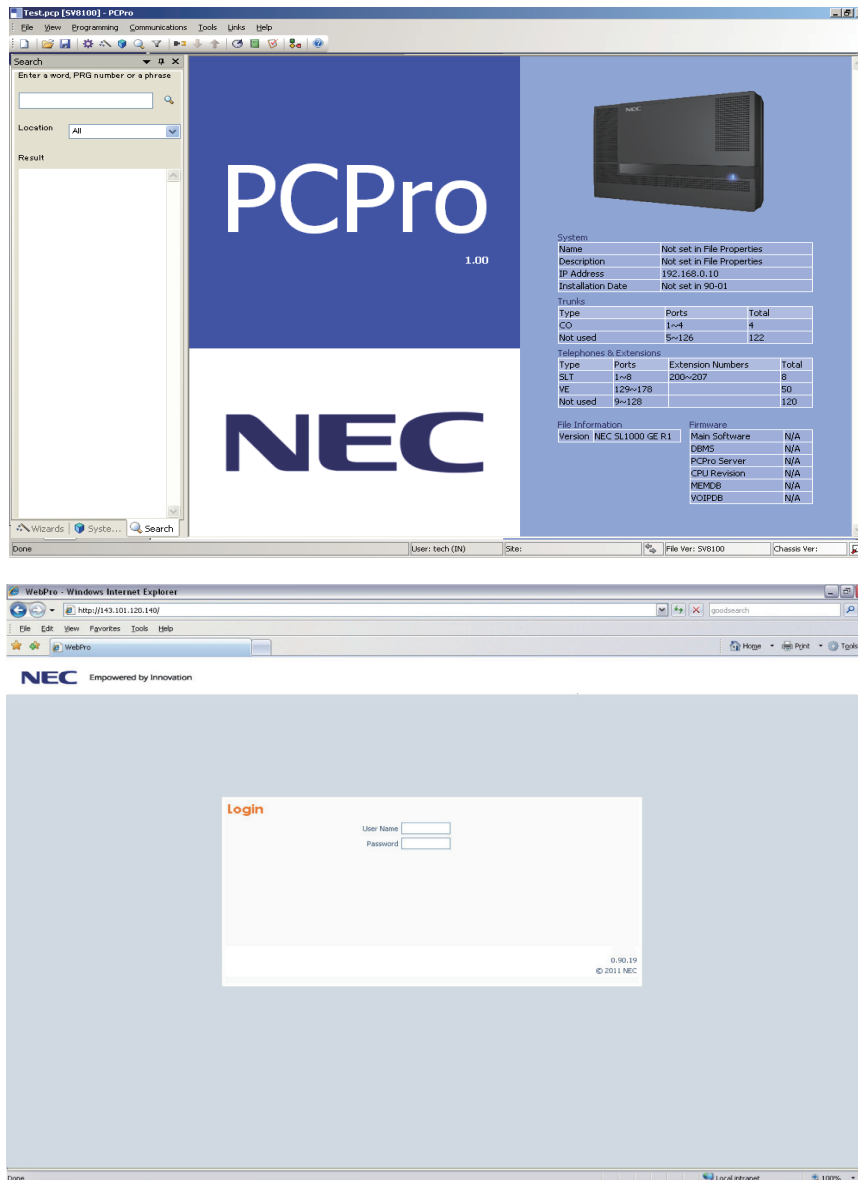 Test.pcp [SV8100] - PCPro
File View Programming Communications Tools Links Help
Search
Enter a word, PRG number or a phrase
Location All
Result
Wizards Syste... Search
PCPro
1.00
NEC
NEC
System
Name Not set in File Properties
Description Not set in File Properties
IP Address 192.168.0.10
Installation Date Not set in 90-01
Trunks
Type Ports Total
CO 1~4 4
Not used 5~126 122
Telephones & Extensions
Type Ports Extension Numbers Total
SLT 1~8 200~207 8
VE 129~178 50
Not used 9~128 120
File Information
Version NEC SL1000 GE R1
Firmware
Main Software N/A
DBMS N/A
PCPro Server N/A
CPU Revision N/A
MEMDB N/A
VOIPDB N/A
Done User: tech (IN) Site: File Ver: SV8100 Chassis Ver:
WebPro - Windows Internet Explorer
http://143.101.120.140/ goodsearch
File Edit View Favorites Tools Help
WebPro Home Print Tools
NEC Empowered by Innovation
Login
User Name
Password
0.90.19
© 2011 NEC
Done Local intranet 100%